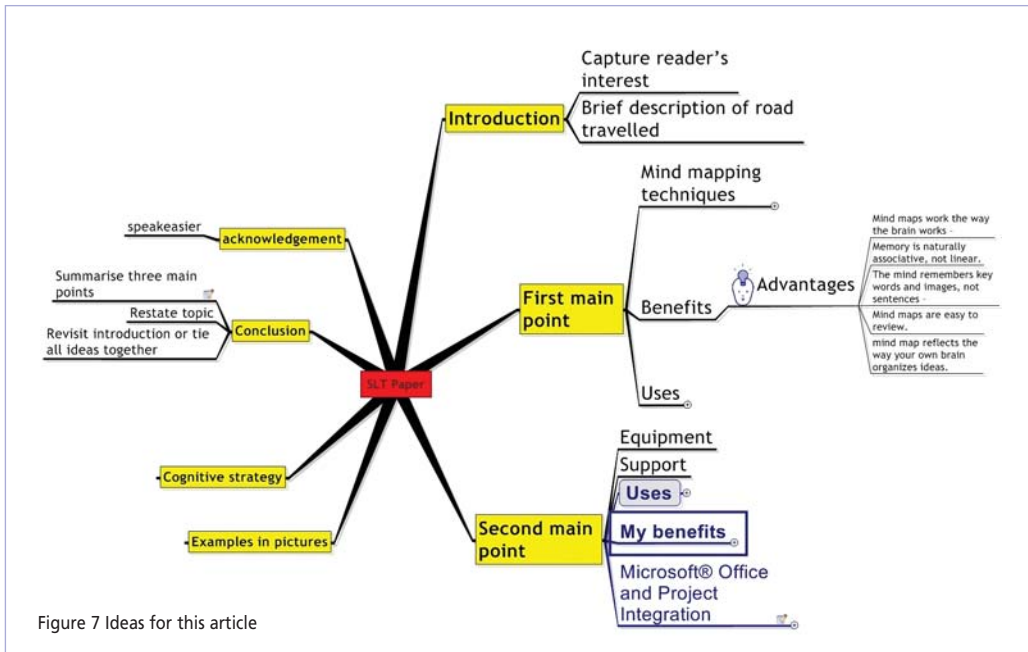 Capture reader's
interest
Brief description of road
travelled
Introduction
Mind mapping
techniques
Mind maps work the way
the brain works -
Memory is naturally
associative, not linear.
The mind remembers key
words and images, not
sentences -
Mind maps are easy to
review.
mind map reflects the
way your own brain
organizes ideas.
Advantages
Benefits
First main
point
Uses
speakeasier
acknowledgement
Summarise three main
points
Restate topic
Revisit introduction or tie
all ideas together
Conclusion
SLT Paper
Cognitive strategy
Examples in pictures
Equipment
Support
Uses
My benefits
Microsoft® Office
and Project
Integration
Second main
point
Figure 7 Ideas for this article